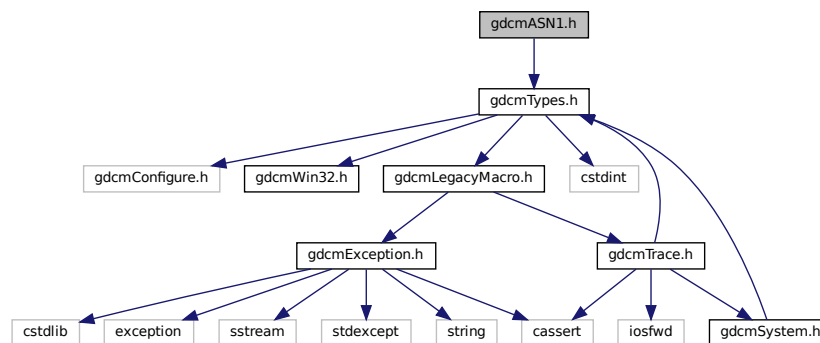 gdcmASN1.h
gdcmTypes.h
gdcmConfigure.h
gdcmWin32.h
gdcmLegacyMacro.h
cstdint
gdcmException.h
gdcmTrace.h
cstdlib
exception
sstream
stdexcept
string
cassert
iosfwd
gdcmSystem.h